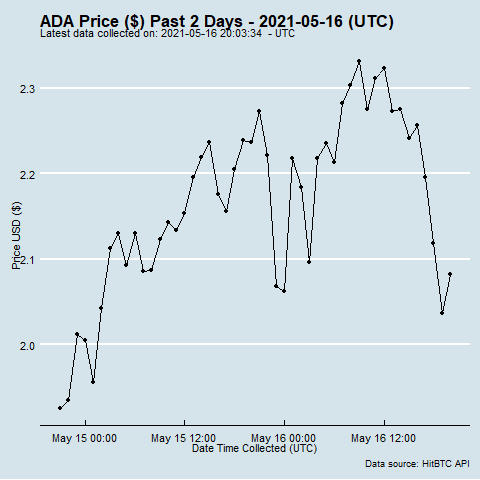 ADA Price ($) Past 2 Days - 2021-05-16 (UTC)
Latest data collected on: 2021-05-16 20:03:34 - UTC
2.3
2.2
2.1
2.0
Price USD ($)
May 15 00:00
May 15 12:00
May 16 00:00
May 16 12:00
Date Time Collected (UTC)
Data source: HitBTC API